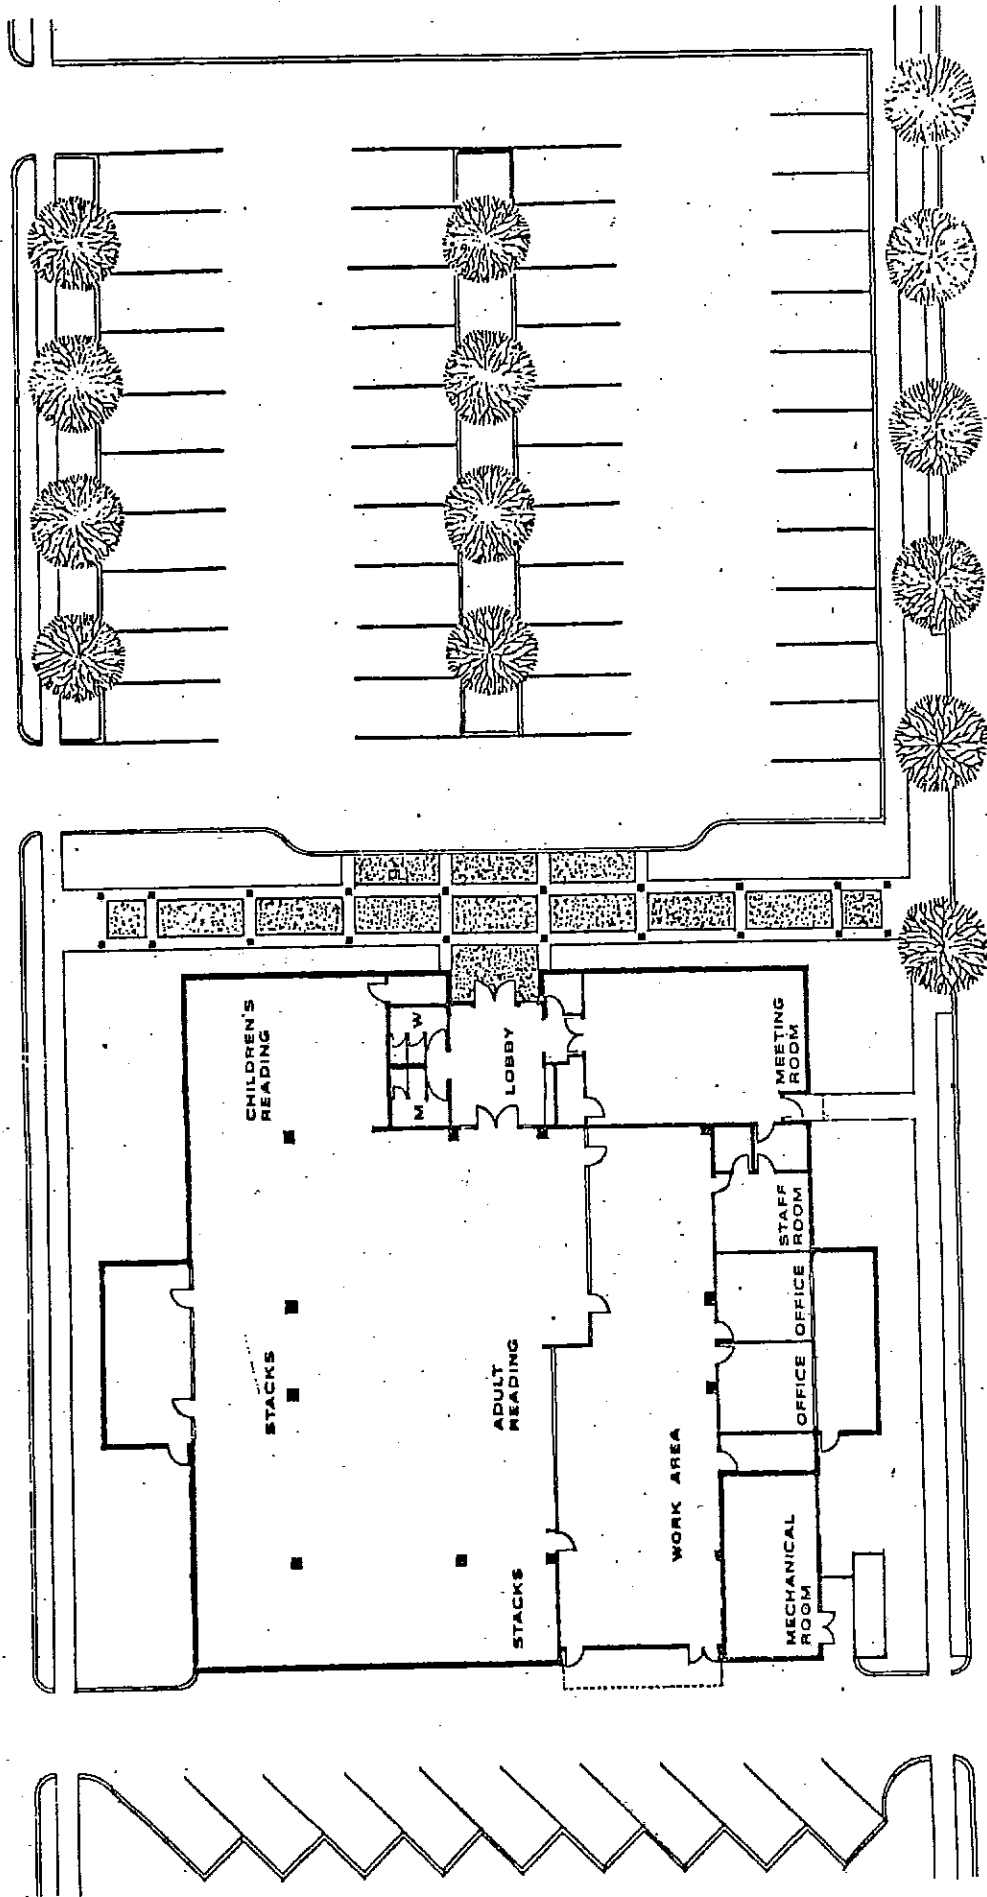 CHILDREN'S
READING
W
M
LOBBY
MEETING
ROOM
STAFF
ROOM
OFFICE
OFFICE
STACKS
ADULT
READING
WORK AREA
STACKS
MECHANICAL
ROOM